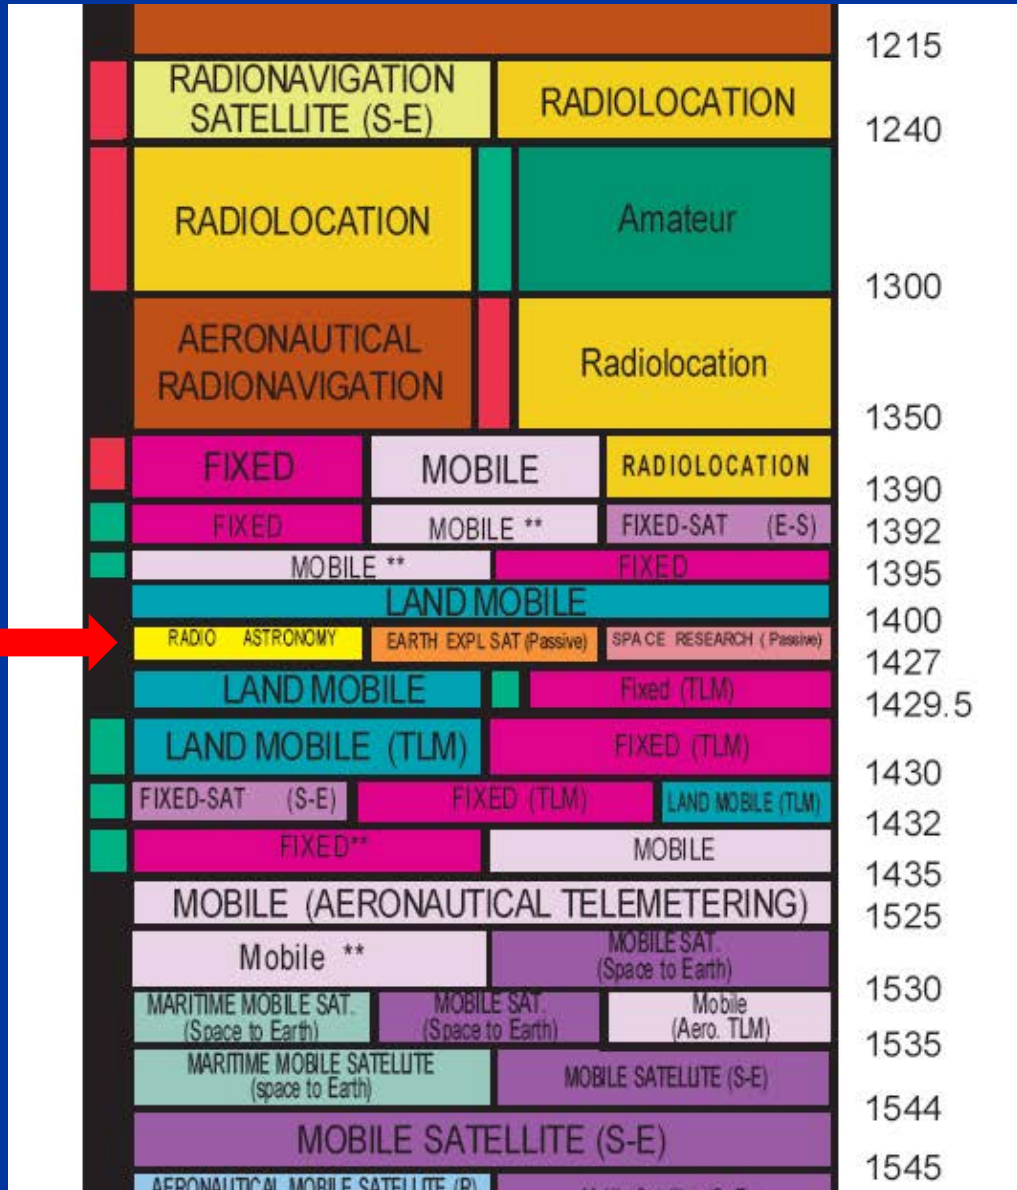 1215
RADIONAVIGATION
SATELLITE (S-E)
RADIOLOCATION
1240
RADIOLOCATION
Amateur
1300
AERONAUTICAL
RADIONAVIGATION
Radiolocation
1350
FIXED
MOBILE
RADIOLOCATION
1390
FIXED
MOBILE **
FIXED-SAT (E-S)
1392
MOBILE **
FIXED
1395
LAND MOBILE
1400
RADIO ASTRONOMY
EARTH EXPL SAT (Passive)
SPACE RESEARCH (Passive)
1427
LAND MOBILE
Fixed (TLM)
1429.5
LAND MOBILE (TLM)
FIXED (TLM)
1430
FIXED-SAT (S-E)
FIXED (TLM)
LAND MOBILE (TLM)
1432
FIXED**
MOBILE
1435
MOBILE (AERONAUTICAL TELEMETERING)
1525
Mobile **
MOBILE SAT.
(Space to Earth)
1530
MARITIME MOBILE SAT.
(Space to Earth)
MOBILE SAT.
(Space to Earth)
Mobile
(Aero. TLM)
1535
MARITIME MOBILE SATELLITE
(space to Earth)
MOBILE SATELLITE (S-E)
1544
MOBILE SATELLITE (S-E)
1545
AERONAUTICAL MOBILE SATELLITE (R)